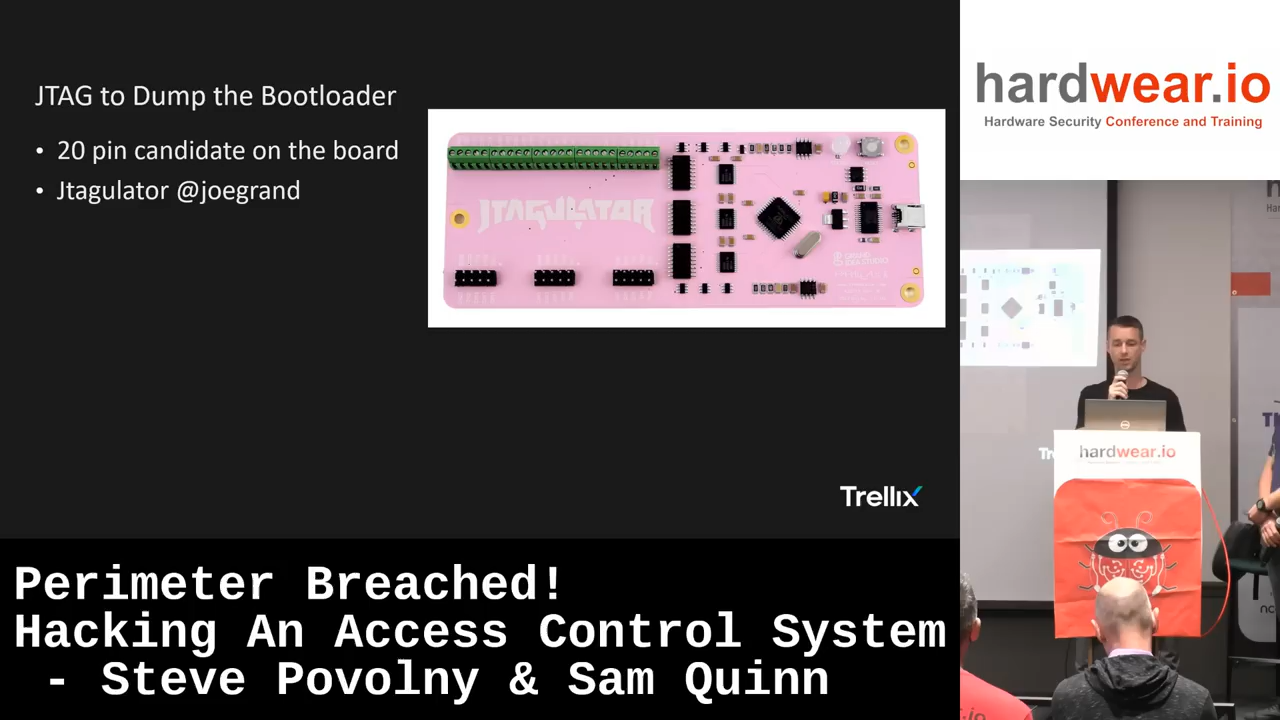 JTAG to Dump the Bootloader
• 20 pin candidate on the board
• Jtagulator @joegrand
JTAGULATOR
Trellix
hardwear.io
Hardware Security Conference and Training
hardwear.io
Perimeter Breached!
Hacking An Access Control System
- Steve Povolny & Sam Quinn